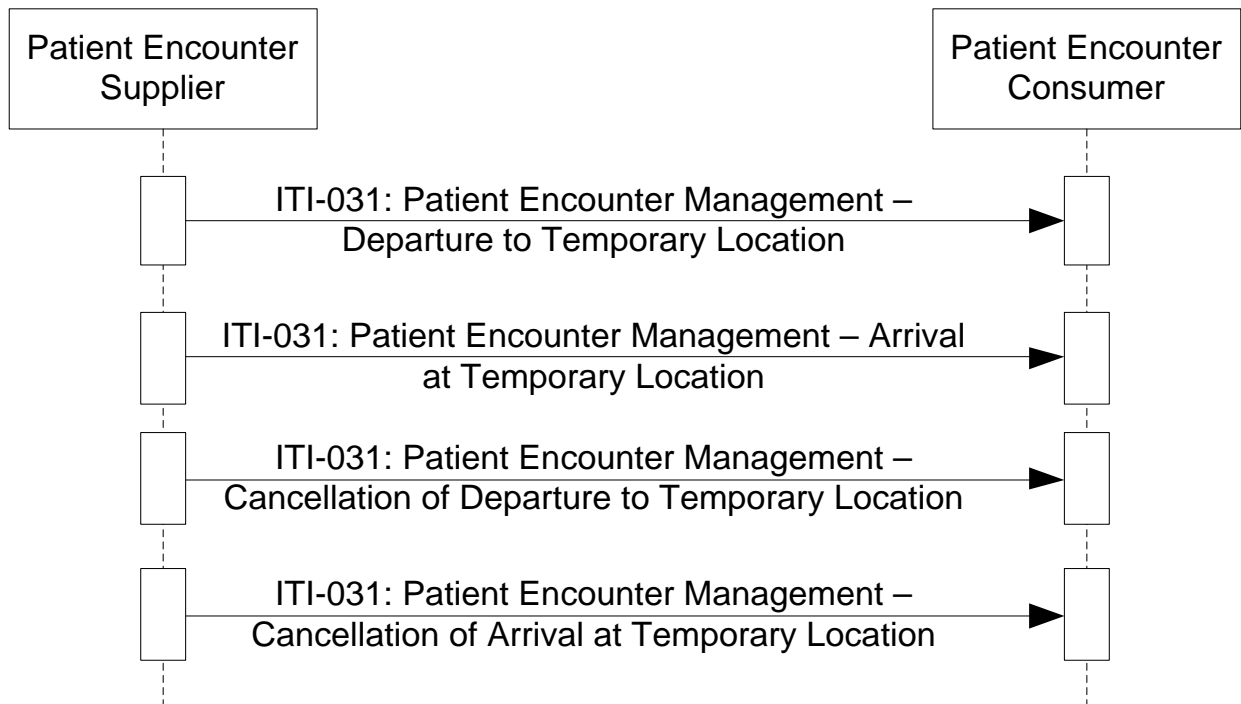 Patient Encounter
Supplier
Patient Encounter
Consumer
ITI-031: Patient Encounter Management –
Departure to Temporary Location
ITI-031: Patient Encounter Management – Arrival
at Temporary Location
ITI-031: Patient Encounter Management –
Cancellation of Departure to Temporary Location
ITI-031: Patient Encounter Management –
Cancellation of Arrival at Temporary Location